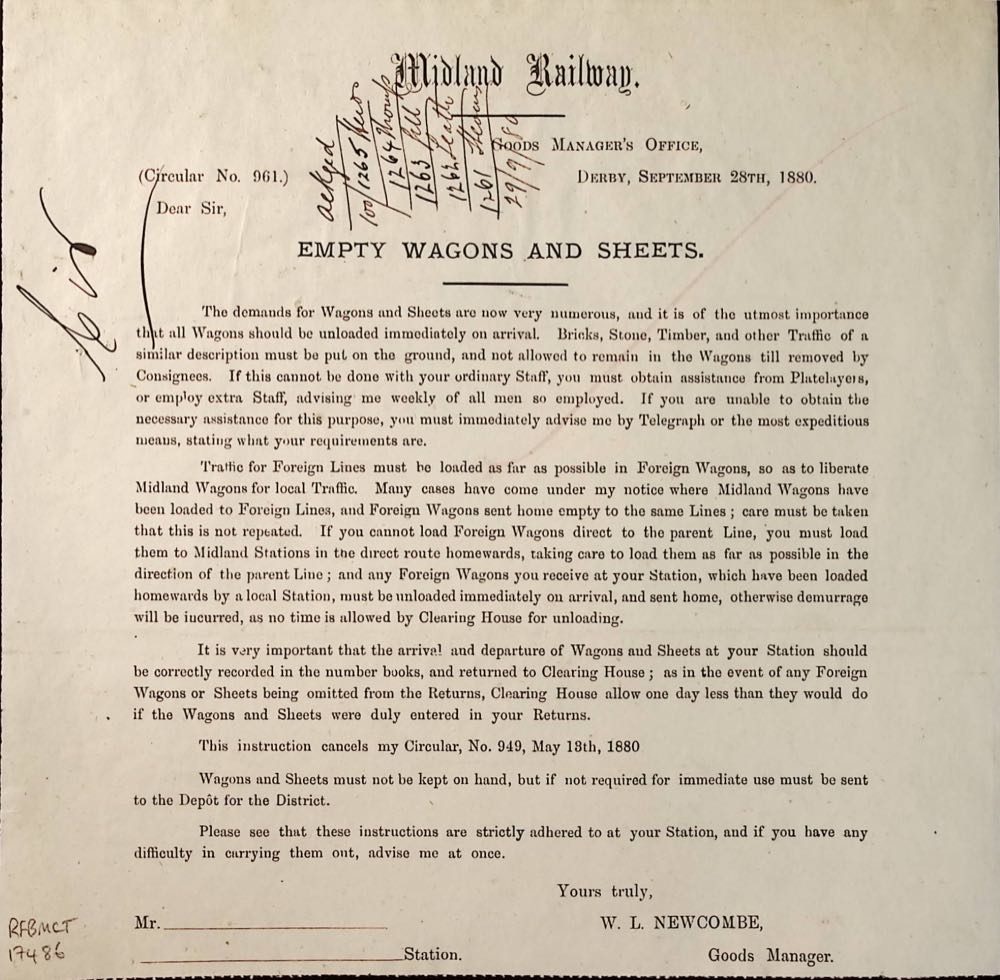 Midland Railway.
Goods Manager's Office,
(Circular No. 961.)
Derby, September 28th, 1880.
Dear Sir,
ackgd
100/1265
1264
1263
1262
1261
29/9/80
EMPTY WAGONS AND SHEETS.
The demands for Wagons and Sheets are now very numerous, and it is of the utmost importance
that all Wagons should be unloaded immediately on arrival. Bricks, Stone, Timber, and other Traffic of a
similar description must be put on the ground, and not allowed to remain in the Wagons till removed by
Consignees. If this cannot be done with your ordinary Staff, you must obtain assistance from Platelayers,
or employ extra Staff, advising me weekly of all men so employed. If you are unable to obtain the
necessary assistance for this purpose, you must immediately advise me by Telegraph or the most expeditious
means, stating what your requirements are.
Traffic for Foreign Lines must be loaded as far as possible in Foreign Wagons, so as to liberate
Midland Wagons for local Traffic. Many cases have come under my notice where Midland Wagons have
been loaded to Foreign Lines, and Foreign Wagons sent home empty to the same Lines; care must be taken
that this is not repeated. If you cannot load Foreign Wagons direct to the parent Line, you must load
them to Midland Stations in the direct route homewards, taking care to load them as far as possible in the
direction of the parent Line; and any Foreign Wagons you receive at your Station, which have been loaded
homewards by a local Station, must be unloaded immediately on arrival, and sent home, otherwise demurrage
will be incurred, as no time is allowed by Clearing House for unloading.
It is very important that the arrival and departure of Wagons and Sheets at your Station should
be correctly recorded in the number books, and returned to Clearing House; as in the event of any Foreign
Wagons or Sheets being omitted from the Returns, Clearing House allow one day less than they would do
if the Wagons and Sheets were duly entered in your Returns.
This instruction cancels my Circular, No. 949, May 13th, 1880
Wagons and Sheets must not be kept on hand, but if not required for immediate use must be sent
to the Depôt for the District.
Please see that these instructions are strictly adhered to at your Station, and if you have any
difficulty in carrying them out, advise me at once.
Yours truly,
Mr.
W. L. NEWCOMBE,
Station.
Goods Manager.
RFBMCT
17486